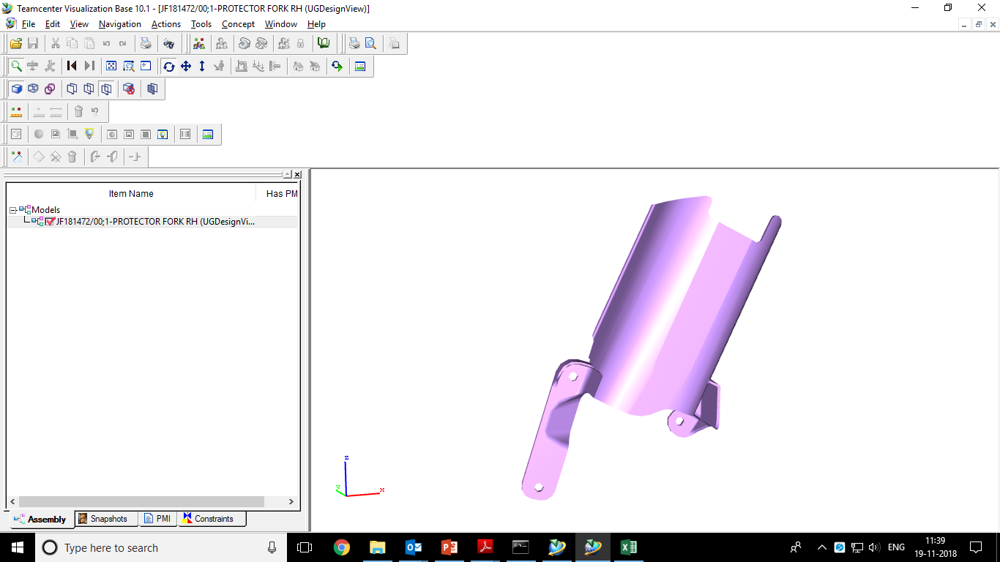 Teamcenter Visualization Base 10.1 - [JF181472/00;1-PROTECTOR FORK RH (UGDesignView)]
File Edit View Navigation Actions Tools Concept Window Help
Item Name Has PM
Models
JF181472/00;1-PROTECTOR FORK RH (UGDesignVi...
z
y
x
Assembly Snapshots PMI Constraints
Type here to search
ENG
11:39
19-11-2018